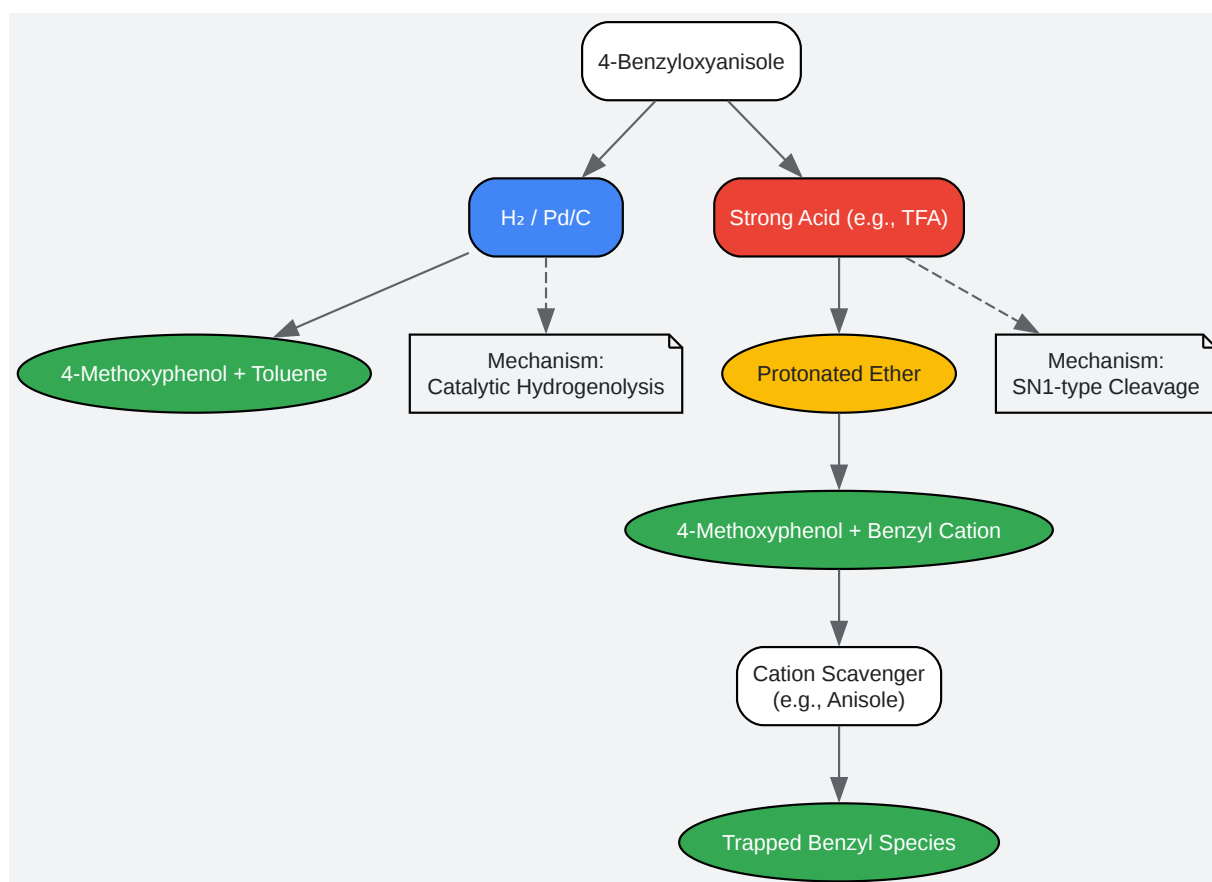 4-Benzyloxyanisole
H₂ / Pd/C
Strong Acid (e.g., TFA)
4-Methoxyphenol + Toluene
Mechanism:
Catalytic Hydrogenolysis
Protonated Ether
Mechanism:
SN1-type Cleavage
4-Methoxyphenol + Benzyl Cation
Cation Scavenger
(e.g., Anisole)
Trapped Benzyl Species